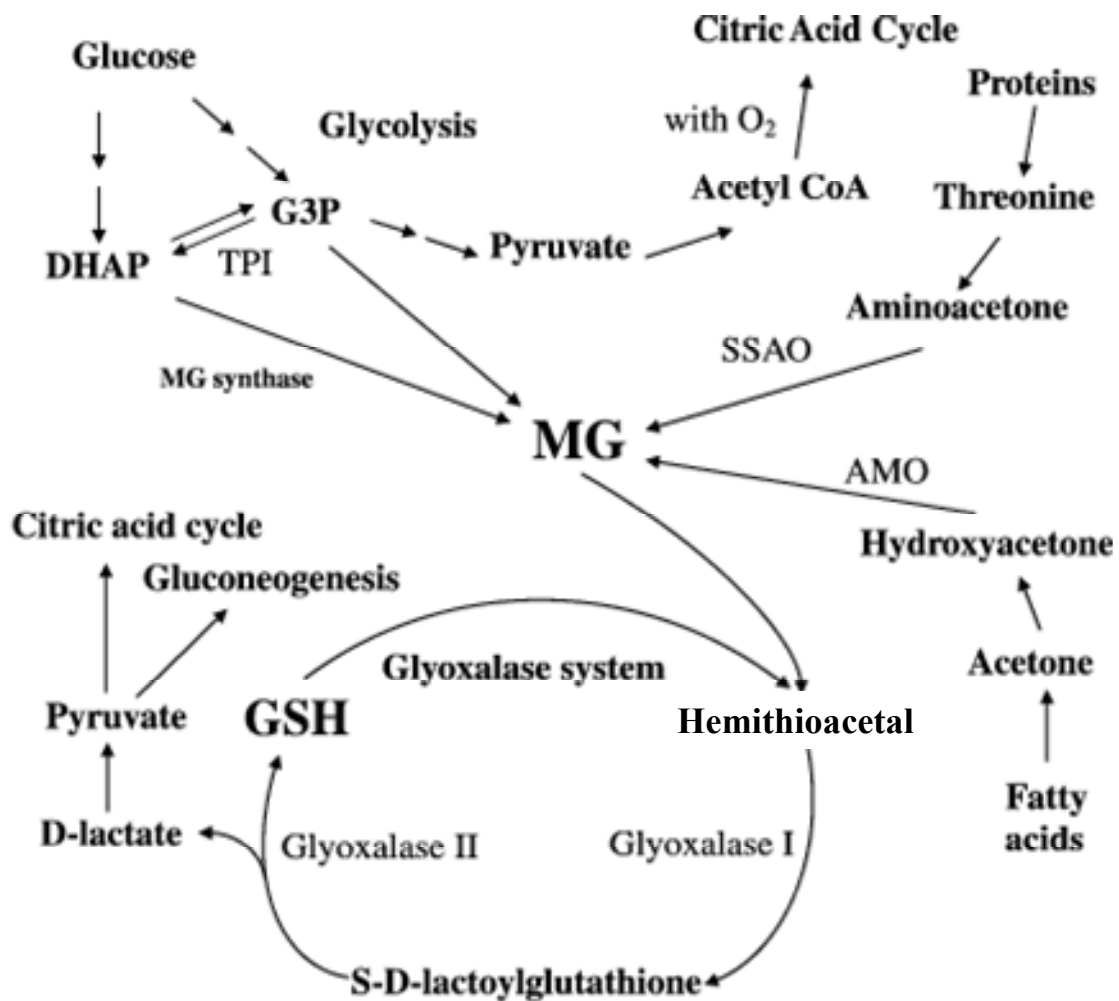 Citric Acid Cycle
Glucose
Proteins
Glycolysis
with O₂
Acetyl CoA
Threonine
G3P
Pyruvate
DHAP
TPI
Aminoacetone
SSAO
MG synthase
MG
AMO
Citric acid cycle
Hydroxyacetone
Gluconeogenesis
Glyoxalase system
Acetone
Pyruvate
GSH
Hemithioacetal
Fatty
acids
D-lactate
Glyoxalase II
Glyoxalase I
S-D-lactoylglutathione